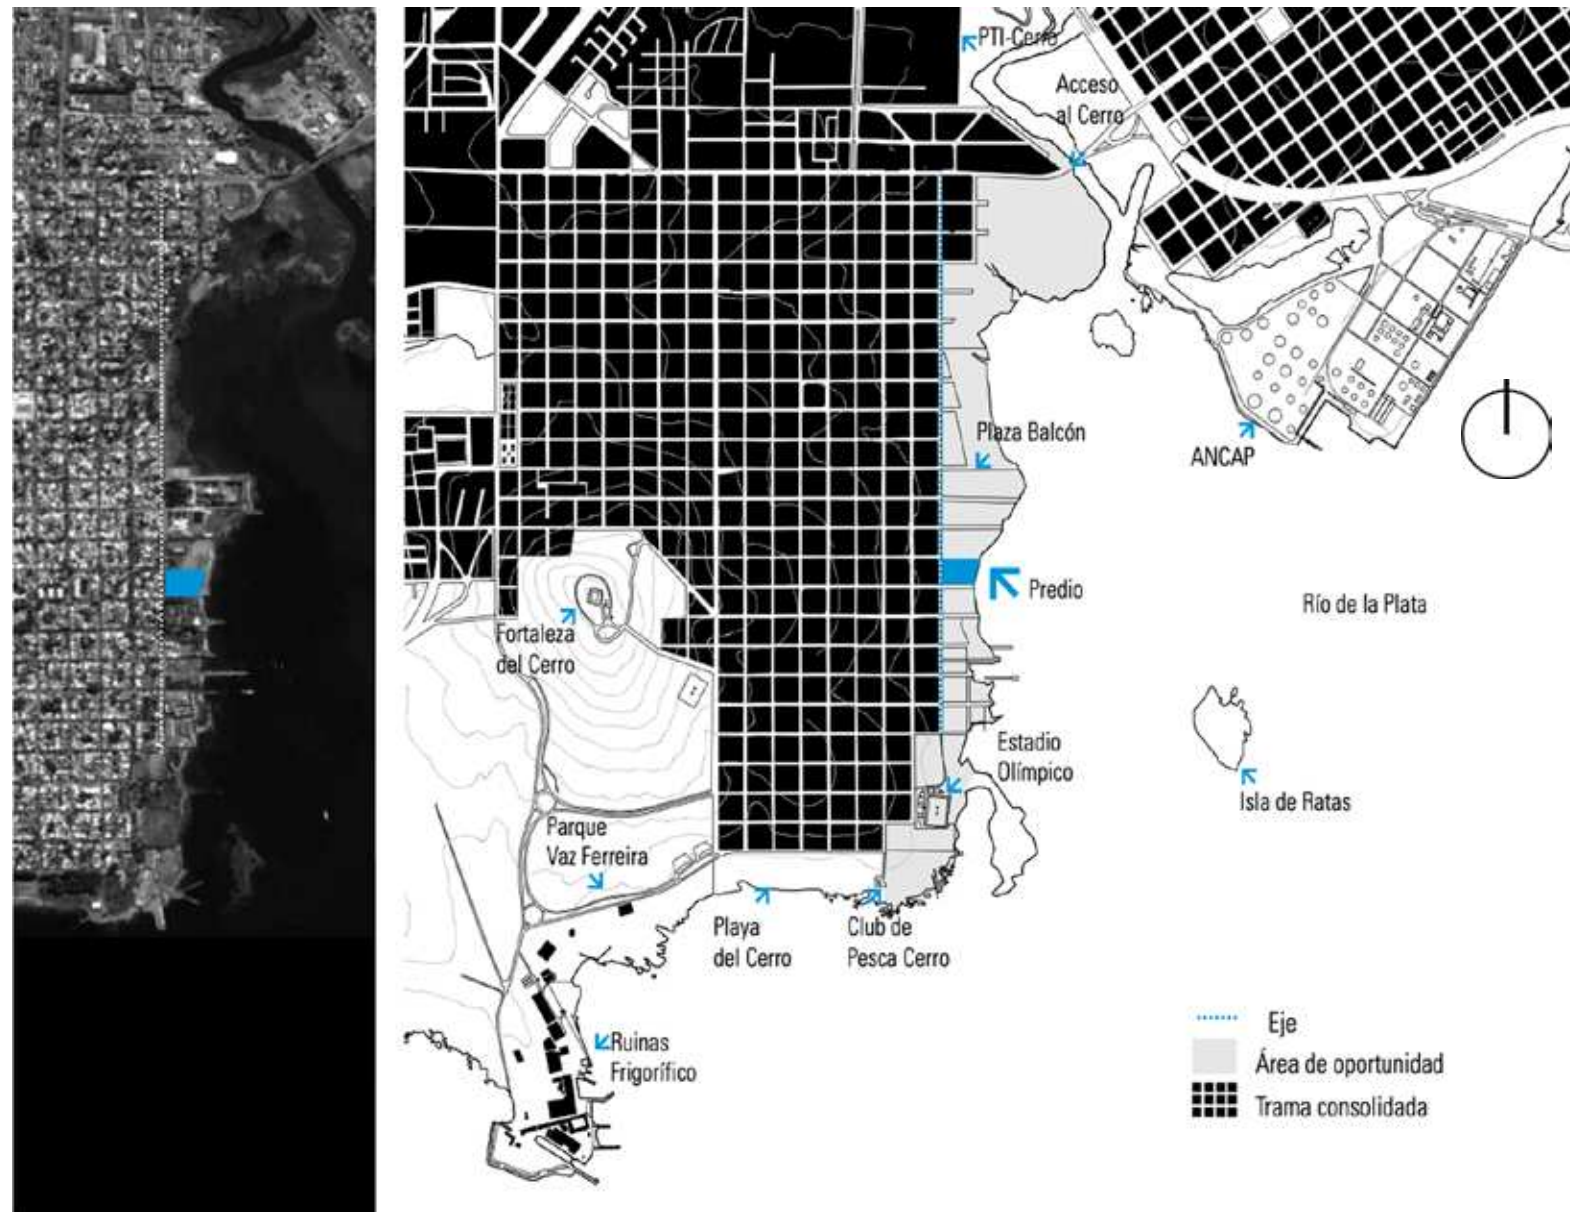 PTI-Cerro
Acceso
al Cerro
Plaza Balcón
ANCAP
Predio
Río de la Plata
Fortaleza
del Cerro
Estadio
Olímpico
Isla de Ratas
Parque
Vaz Ferreira
Playa
del Cerro
Club de
Pesca Cerro
Ruinas
Frigorífico
Eje
Área de oportunidad
Trama consolidada